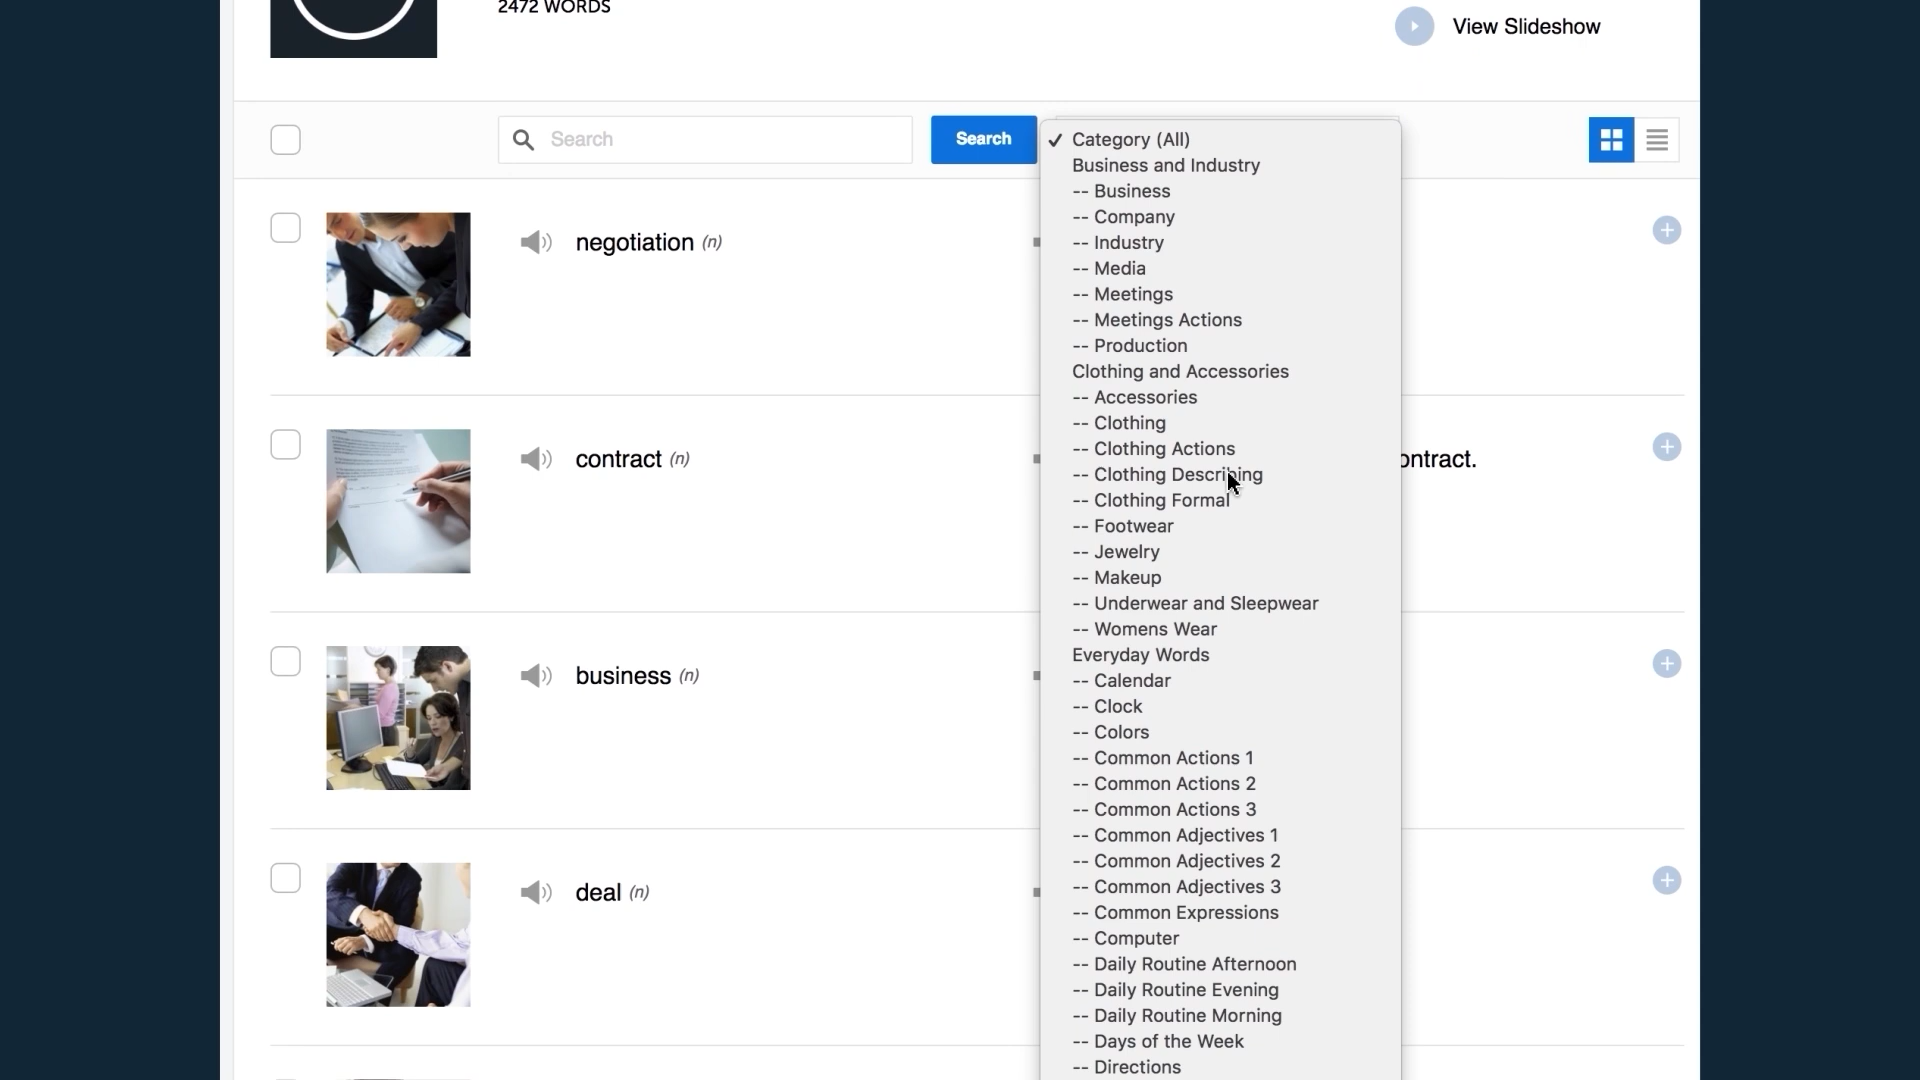 2472 WORDS
View Slideshow
Search
Search
✓ Category (All)
Business and Industry
-- Business
-- Company
-- Industry
-- Media
-- Meetings
-- Meetings Actions
-- Production
Clothing and Accessories
-- Accessories
-- Clothing
-- Clothing Actions
-- Clothing Describing
-- Clothing Formal
-- Footwear
-- Jewelry
-- Makeup
-- Underwear and Sleepwear
-- Womens Wear
Everyday Words
-- Calendar
-- Clock
-- Colors
-- Common Actions 1
-- Common Actions 2
-- Common Actions 3
-- Common Adjectives 1
-- Common Adjectives 2
-- Common Adjectives 3
-- Common Expressions
-- Computer
-- Daily Routine Afternoon
-- Daily Routine Evening
-- Daily Routine Morning
-- Days of the Week
-- Directions
negotiation (n)
contract (n)
ontract.
business (n)
deal (n)